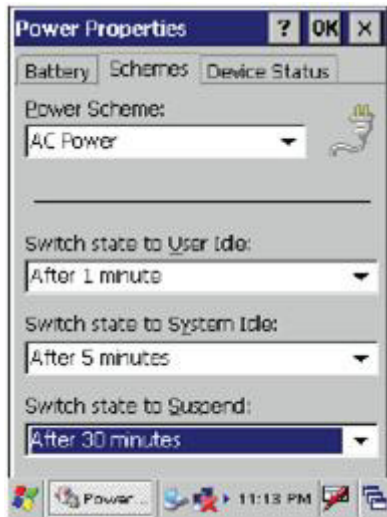 Power Properties ? OK ×
Battery Schemes Device Status
Power Scheme:
AC Power
Switch state to User Idle:
After 1 minute
Switch state to System Idle:
After 5 minutes
Switch state to Suspend:
After 30 minutes
Power... 11:13 PM